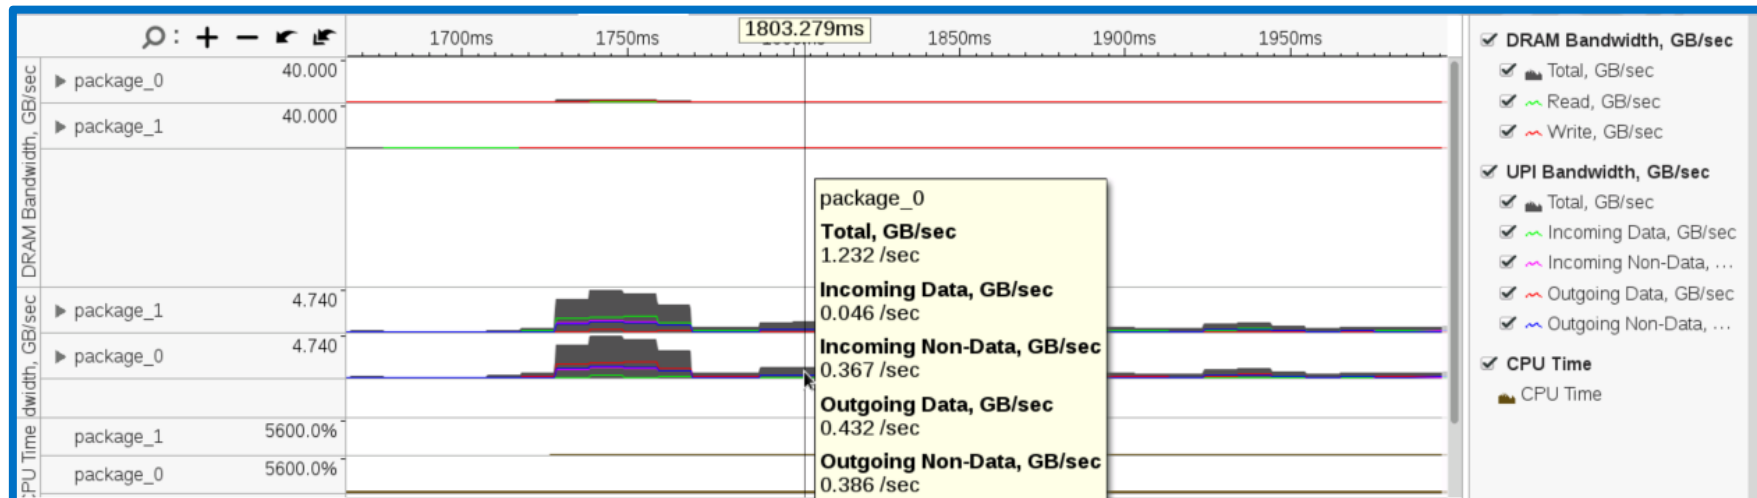 1803.279ms
1700ms 1750ms 1850ms 1900ms 1950ms
DRAM Bandwidth, GB/sec
package_0 40.000
package_1 40.000
dwidth, GB/sec
package_1 4.740
package_0 4.740
CPU Time
package_1 5600.0%
package_0 5600.0%
package_0
Total, GB/sec
1.232 /sec
Incoming Data, GB/sec
0.046 /sec
Incoming Non-Data, GB/sec
0.367 /sec
Outgoing Data, GB/sec
0.432 /sec
Outgoing Non-Data, GB/sec
0.386 /sec
DRAM Bandwidth, GB/sec
Total, GB/sec
Read, GB/sec
Write, GB/sec
UPI Bandwidth, GB/sec
Total, GB/sec
Incoming Data, GB/sec
Incoming Non-Data, ...
Outgoing Data, GB/sec
Outgoing Non-Data, ...
CPU Time
CPU Time